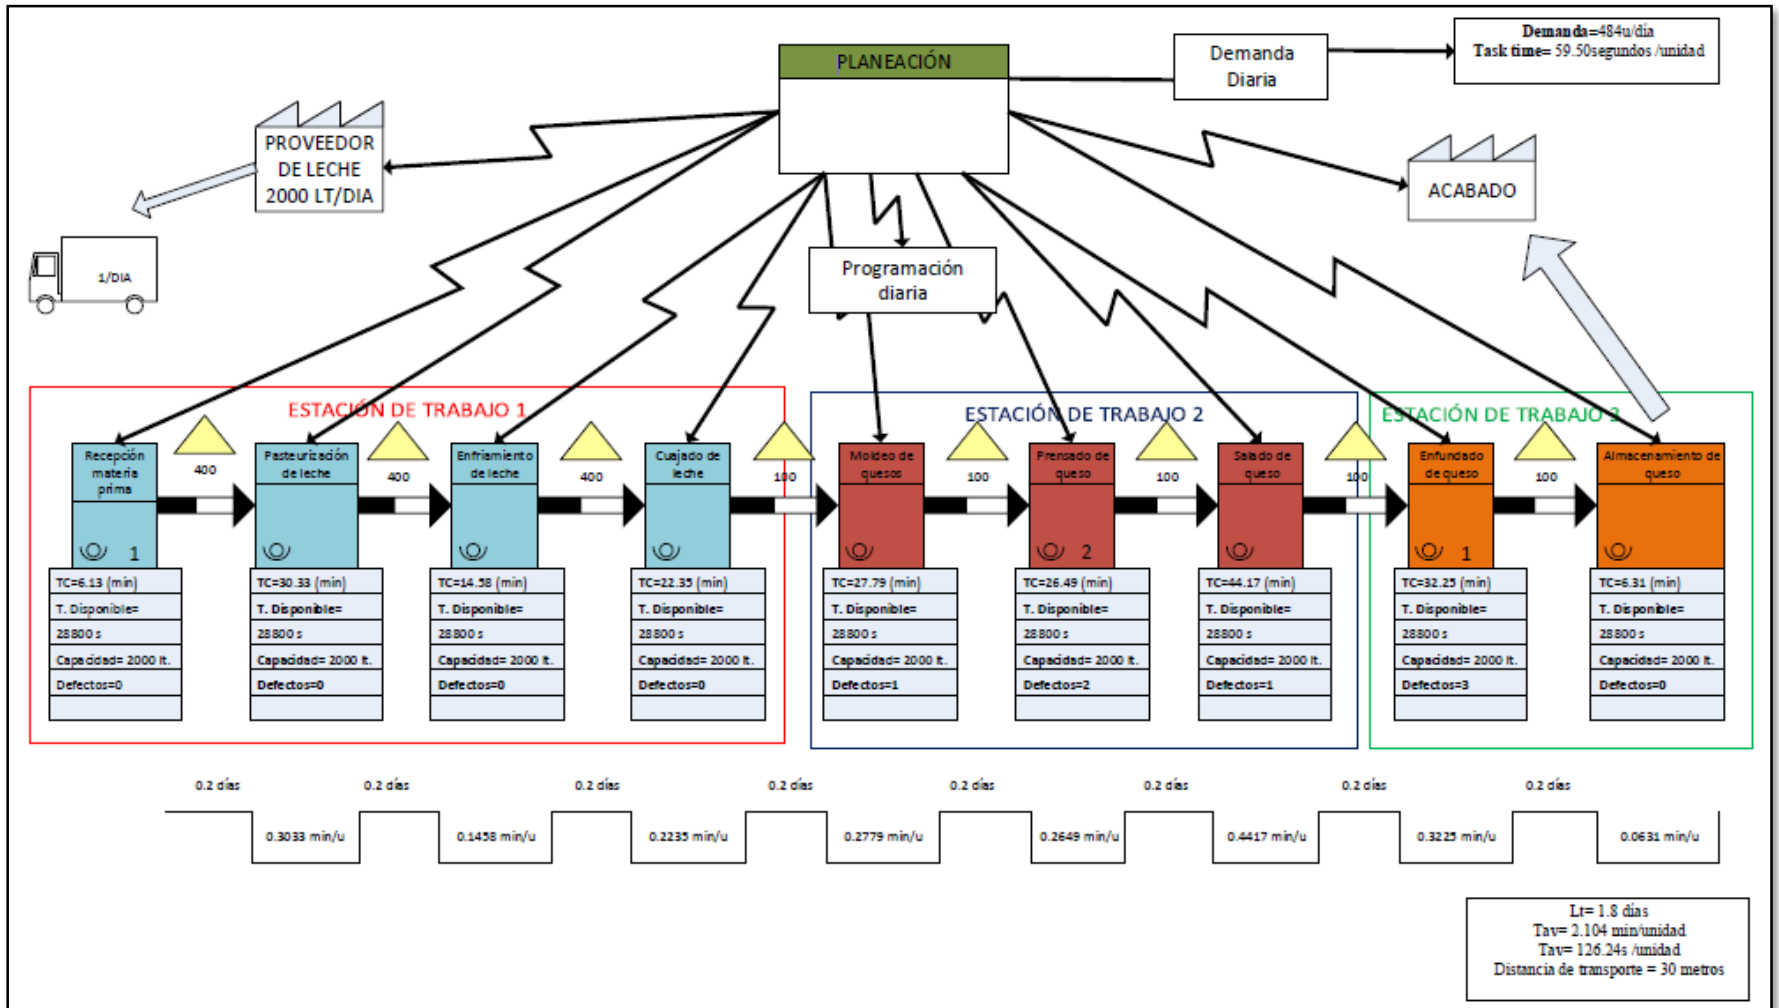 Demanda=484u/día
Task time= 59.50segundos /unidad
PLANEACIÓN
Demanda
Diaria
PROVEEDOR
DE LECHE
2000 LT/DIA
ACABADO
1/DIA
Programación
diaria
ESTACIÓN DE TRABAJO 1
ESTACIÓN DE TRABAJO 2
ESTACIÓN DE TRABAJO 3
Recepción
materia
prima
1
400
Pasteurización
de leche
400
Enfriamiento
de leche
400
Cuajado de
leche
100
Moldeo de
quesos
100
Prensado de
queso
2
100
Salado de
queso
100
Enfundado
de queso
1
100
Almacenamiento de
queso
TC=6.13 (min)
T. Disponible=
28800 s
Capacidad= 2000 lt.
Defectos=0
TC=30.33 (min)
T. Disponible=
28800 s
Capacidad= 2000 lt.
Defectos=0
TC=14.58 (min)
T. Disponible=
28800 s
Capacidad= 2000 lt.
Defectos=0
TC=22.35 (min)
T. Disponible=
28800 s
Capacidad= 2000 lt.
Defectos=0
TC=27.79 (min)
T. Disponible=
28800 s
Capacidad= 2000 lt.
Defectos=1
TC=26.49 (min)
T. Disponible=
28800 s
Capacidad= 2000 lt.
Defectos=2
TC=44.17 (min)
T. Disponible=
28800 s
Capacidad= 2000 lt.
Defectos=1
TC=32.25 (min)
T. Disponible=
28800 s
Capacidad= 2000 lt.
Defectos=3
TC=6.31 (min)
T. Disponible=
28800 s
Capacidad= 2000 lt.
Defectos=0
0.2 días
0.2 días
0.2 días
0.2 días
0.2 días
0.2 días
0.2 días
0.2 días
0.3033 min/u
0.1458 min/u
0.2235 min/u
0.2779 min/u
0.2649 min/u
0.4417 min/u
0.3225 min/u
0.0631 min/u
Lt= 1.8 días
Tav= 2.104 min/unidad
Tav= 126.24s /unidad
Distancia de transporte = 30 metros